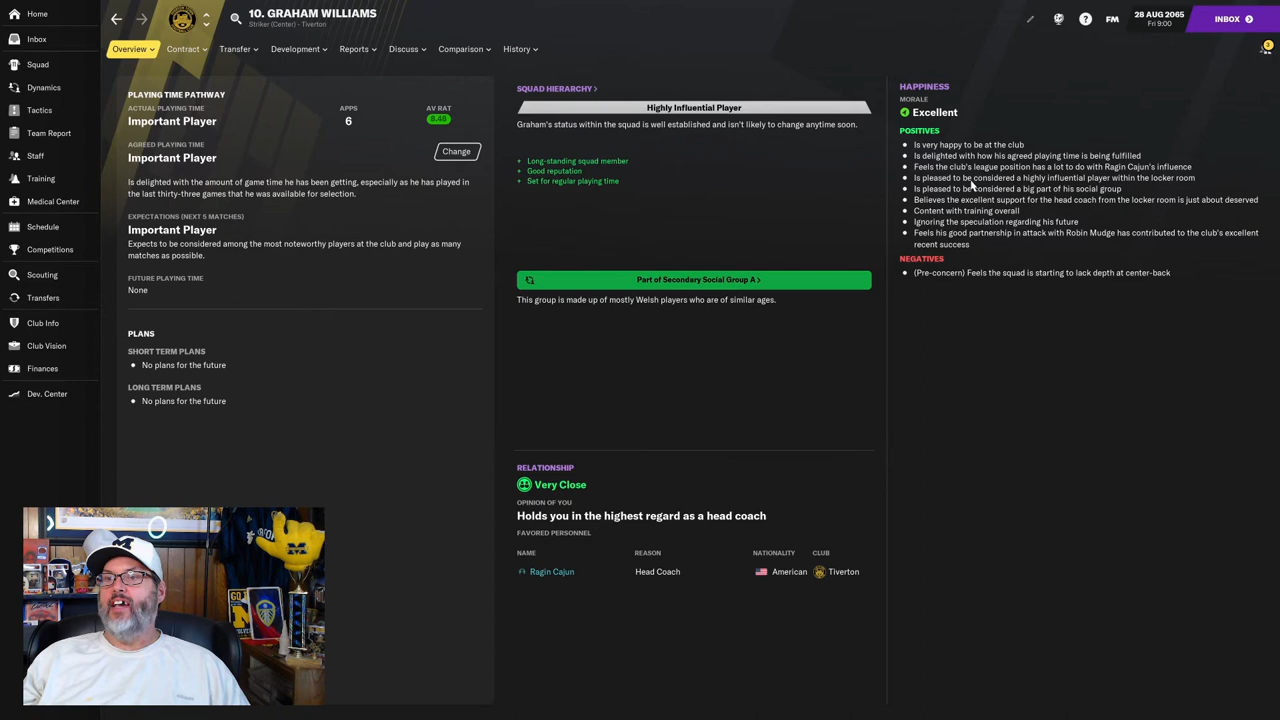 Home
Inbox
Squad
Dynamics
Tactics
Team Report
Staff
Training
Medical Center
Schedule
Competitions
Scouting
Transfers
Club Info
Club Vision
Finances
Dev. Center
10. GRAHAM WILLIAMS
Striker (Center) - Tiverton
FM
28 AUG 2065
Fri 9:00
INBOX
3
Overview
Contract
Transfer
Development
Reports
Discuss
Comparison
History
PLAYING TIME PATHWAY
ACTUAL PLAYING TIME
Important Player
APPS
6
AV RAT
8.48
AGREED PLAYING TIME
Important Player
Change
Is delighted with the amount of game time he has been getting, especially as he has played
in the last thirty-three games that he was available for selection.
EXPECTATIONS (NEXT 5 MATCHES)
Important Player
Expects to be considered among the most noteworthy players at the club and play as many
matches as possible.
FUTURE PLAYING TIME
None
PLANS
SHORT TERM PLANS
No plans for the future
LONG TERM PLANS
No plans for the future
SQUAD HIERARCHY >
Highly Influential Player
Graham's status within the squad is well established and isn't likely to change anytime soon.
+ Long-standing squad member
+ Good reputation
+ Set for regular playing time
Part of Secondary Social Group A >
This group is made up of mostly Welsh players who are of similar ages.
RELATIONSHIP
Very Close
OPINION OF YOU
Holds you in the highest regard as a head coach
FAVORED PERSONNEL
NAME REASON NATIONALITY CLUB
Ragin Cajun Head Coach American Tiverton
HAPPINESS
MORALE
Excellent
POSITIVES
Is very happy to be at the club
Is delighted with how his agreed playing time is being fulfilled
Feels the club's league position has a lot to do with Ragin Cajun's influence
Is pleased to be considered a highly influential player within the locker room
Is pleased to be considered a big part of his social group
Believes the excellent support for the head coach from the locker room is just about deserved
Content with training overall
Ignoring the speculation regarding his future
Feels his good partnership in attack with Robin Mudge has contributed to the club's excellent
recent success
NEGATIVES
(Pre-concern) Feels the squad is starting to lack depth at center-back